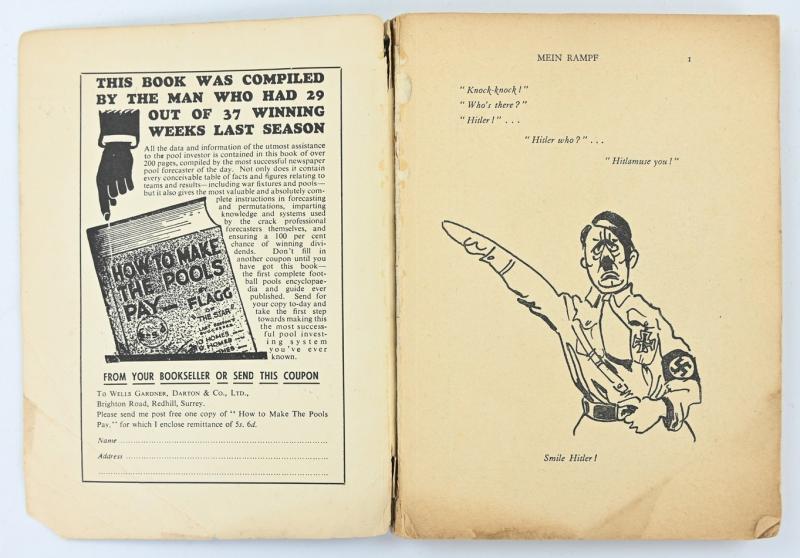 THIS BOOK WAS COMPILED
BY THE MAN WHO HAD 29
OUT OF 37 WINNING
WEEKS LAST SEASON
All the data and information of the utmost assistance
to the pool investor is contained in this book of over
200 pages, compiled by the most successful newspaper
pool forecaster of the day. Not only does it contain
every conceivable table of facts and figures relating to
teams and results—including war fixtures and pools—
but it also gives the most valuable and absolutely com-
plete instructions in forecasting
and permutations, imparting
knowledge and systems used
by the crack professional
forecasters themselves, and
ensuring a 100 per cent
chance of winning divi-
dends. Don't fill in
another coupon until you
have got this book—
the first complete foot-
ball pools encyclopae-
dia and guide ever
published. Send for
your copy to-day and
take the first step
towards making this
the most success-
ful pool invest-
ing system
you've ever
known.
HOW TO MAKE
THE POOLS
PAY—
BY
FLAGG
OF
"THE STAR"
HOMES
HOMES
FROM YOUR BOOKSELLER OR SEND THIS COUPON
To WELLS GARDNER, DARTON & CO., LTD.,
Brighton Road, Redhill, Surrey.
Please send me post free one copy of "How to Make The Pools
Pay," for which I enclose remittance of 5s. 6d.
Name
Address
MEIN RAMPF 1
"Knock-knock!"
"Who's there?"
"Hitler!" . . .
"Hitler who?" . . .
"Hitlamuse you!"
Smile Hitler!